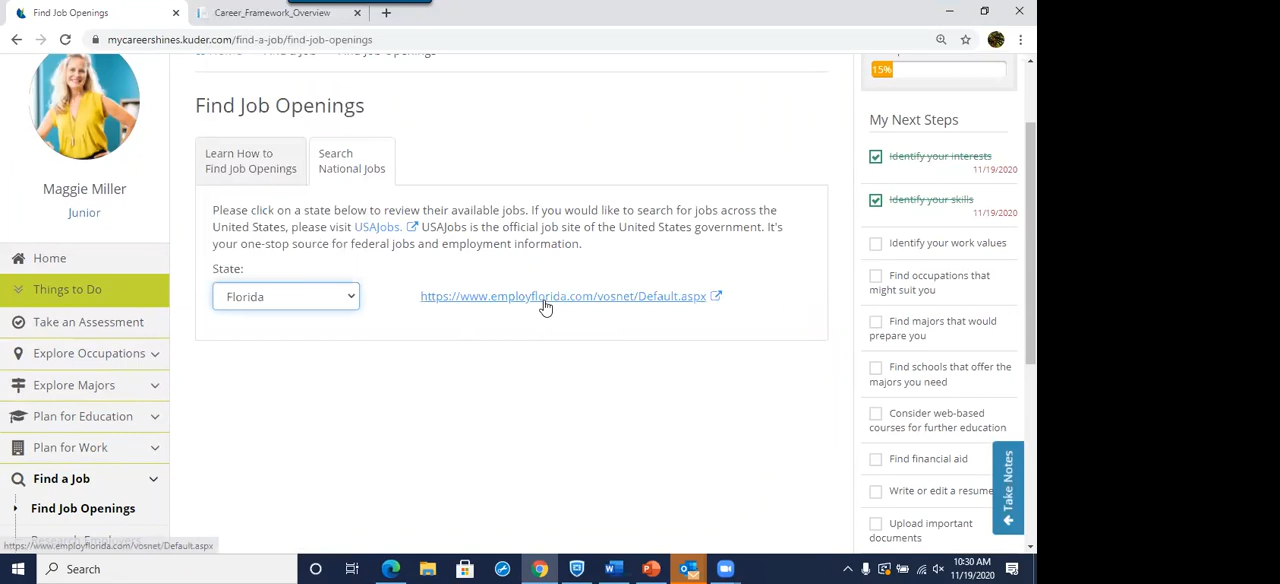 Find Job Openings
Career_Framework_Overview
mycareershines.kuder.com/find-a-job/find-job-openings
Maggie Miller
Junior
Home
Things to Do
Take an Assessment
Explore Occupations
Explore Majors
Plan for Education
Plan for Work
Find a Job
Find Job Openings
https://www.employflorida.com/vosnet/Default.aspx
Find Job Openings
Learn How to
Find Job Openings
Search
National Jobs
Please click on a state below to review their available jobs. If you would like to search for jobs across the
United States, please visit USAJobs. USAJobs is the official job site of the United States government. It's
your one-stop source for federal jobs and employment information.
State:
Florida
https://www.employflorida.com/vosnet/Default.aspx
15%
My Next Steps
Identify your interests
11/19/2020
Identify your skills
11/19/2020
Identify your work values
Find occupations that
might suit you
Find majors that would
prepare you
Find schools that offer the
majors you need
Consider web-based
courses for further education
Find financial aid
Write or edit a resume
Upload important
documents
Take Notes
Search
10:30 AM
11/19/2020